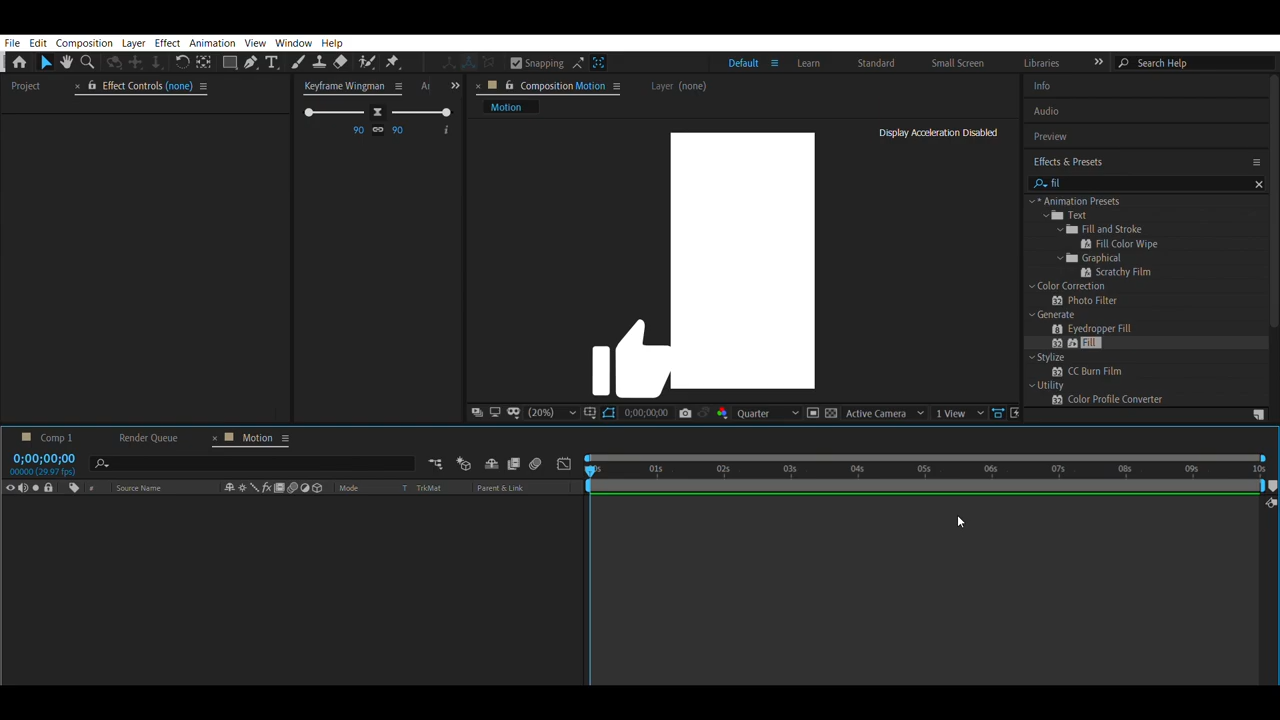 File Edit Composition Layer Effect Animation View Window Help
Snapping Default Learn Standard Small Screen Libraries Search Help
Project Effect Controls (none) Keyframe Wingman Composition Motion Layer (none) Info
Motion
Audio
90 90
Display Acceleration Disabled
Preview
Effects & Presets
fil
* Animation Presets
Text
Fill and Stroke
Fill Color Wipe
Graphical
Scratchy Film
Color Correction
Photo Filter
Generate
Eyedropper Fill
Fill
Stylize
CC Burn Film
Utility
Color Profile Converter
(20%) 0;00;00;00 Quarter Active Camera 1 View
Comp 1 Render Queue Motion
0;00;00;00
00000 (29.97 fps)
01s 02s 03s 04s 05s 06s 07s 08s 09s 10s
# Source Name fx Mode T TrkMat Parent & Link